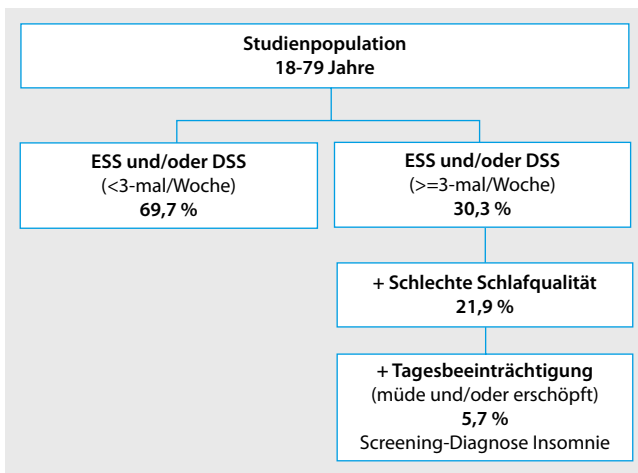 Studienpopulation
18-79 Jahre
ESS und/oder DSS
(<3-mal/Woche)
69,7 %
ESS und/oder DSS
(>=3-mal/Woche)
30,3 %
+ Schlechte Schlafqualität
21,9 %
+ Tagesbeeinträchtigung
(müde und/oder erschöpft)
5,7 %
Screening-Diagnose Insomnie